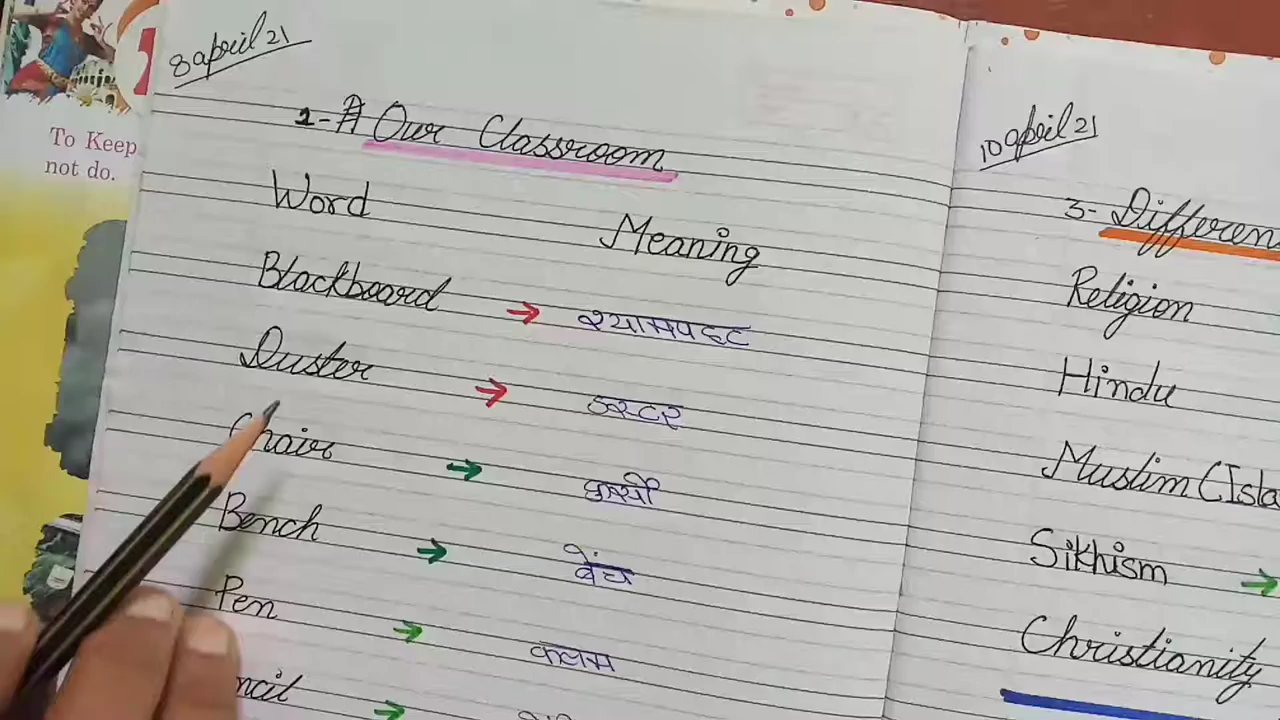 To Keep
not do.
8 april 21
1- Our Classroom
Word Meaning
Blackboard → श्यामपट्ट
Duster → डस्टर
Chair → कुर्सी
Bench → बेंच
Pen → कलम
ncil →
10 april 21
3- Differen
Religion
Hindu
Muslim (Isla
Sikhism →
Christianity